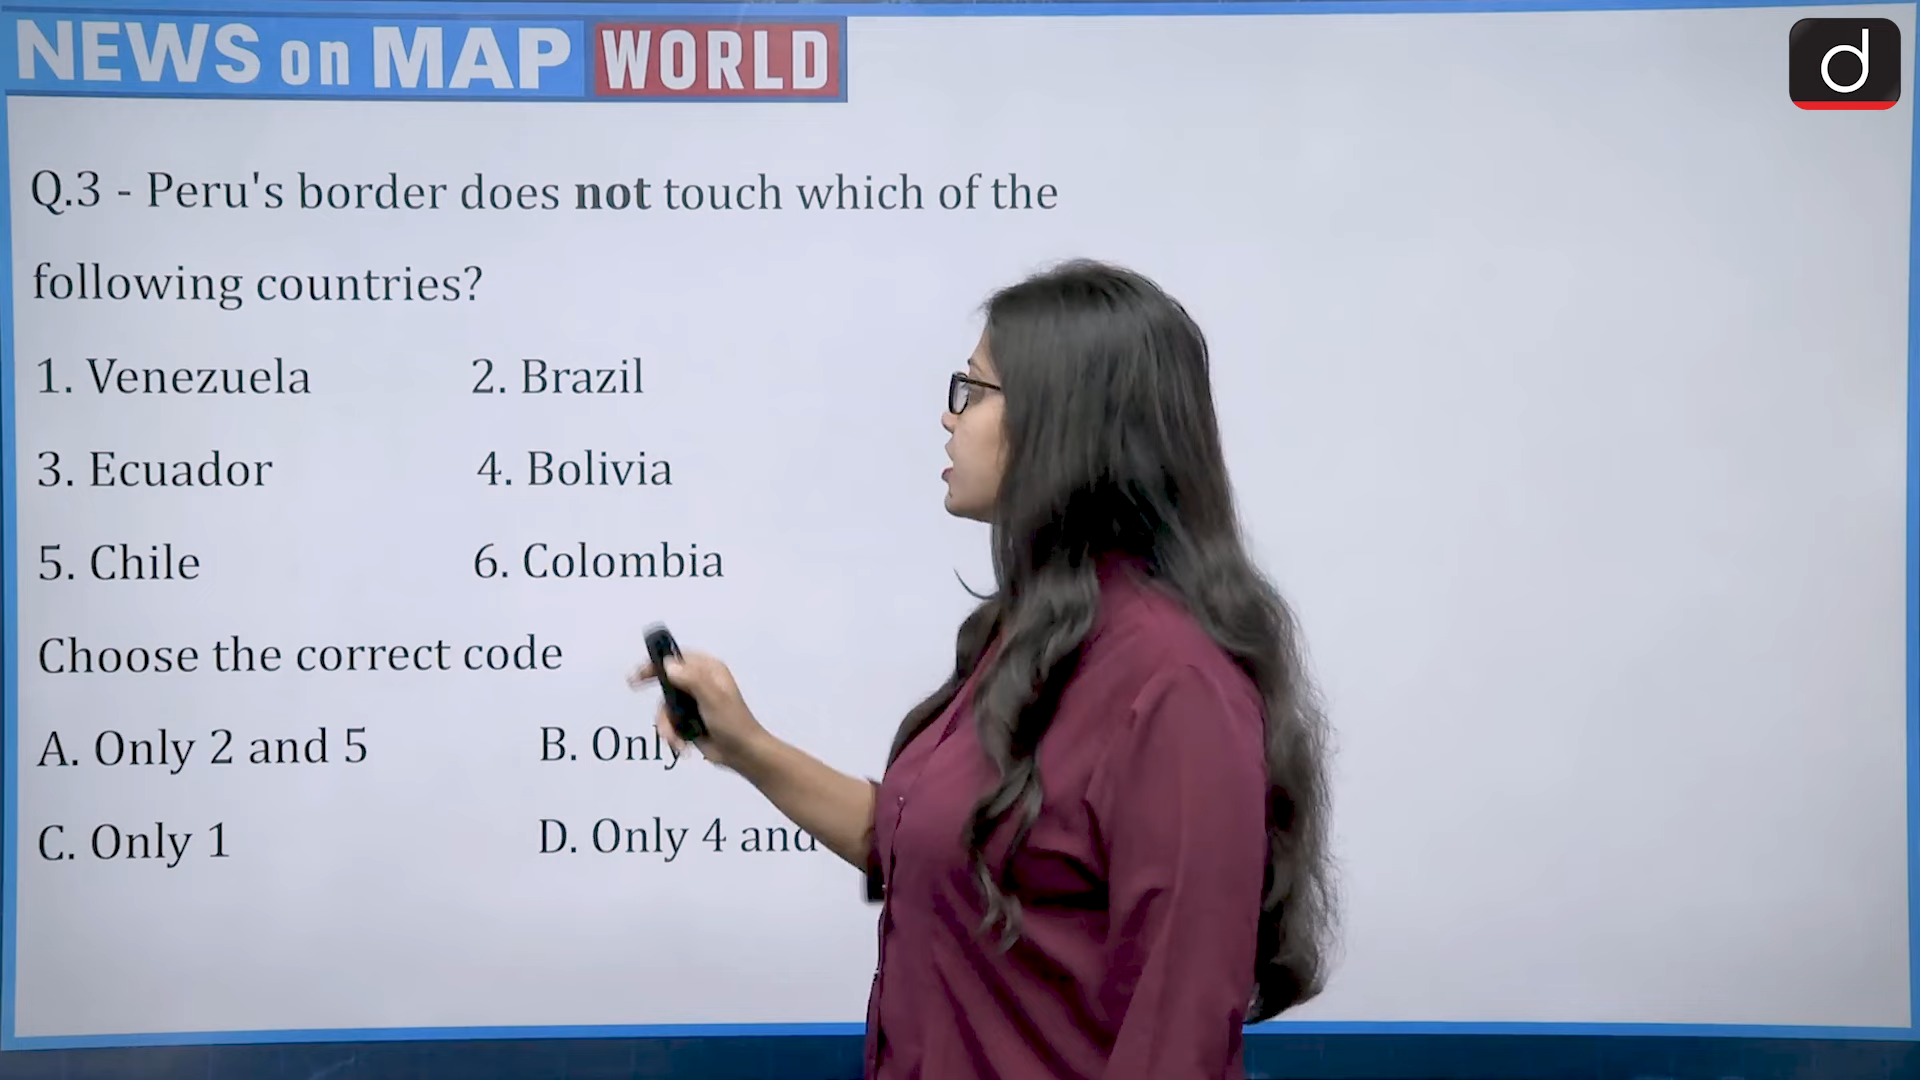 NEWS on MAP WORLD
d
Q.3 - Peru's border does not touch which of the
following countries?
1. Venezuela 2. Brazil
3. Ecuador 4. Bolivia
5. Chile 6. Colombia
Choose the correct code
A. Only 2 and 5 B. Only
C. Only 1 D. Only 4 and